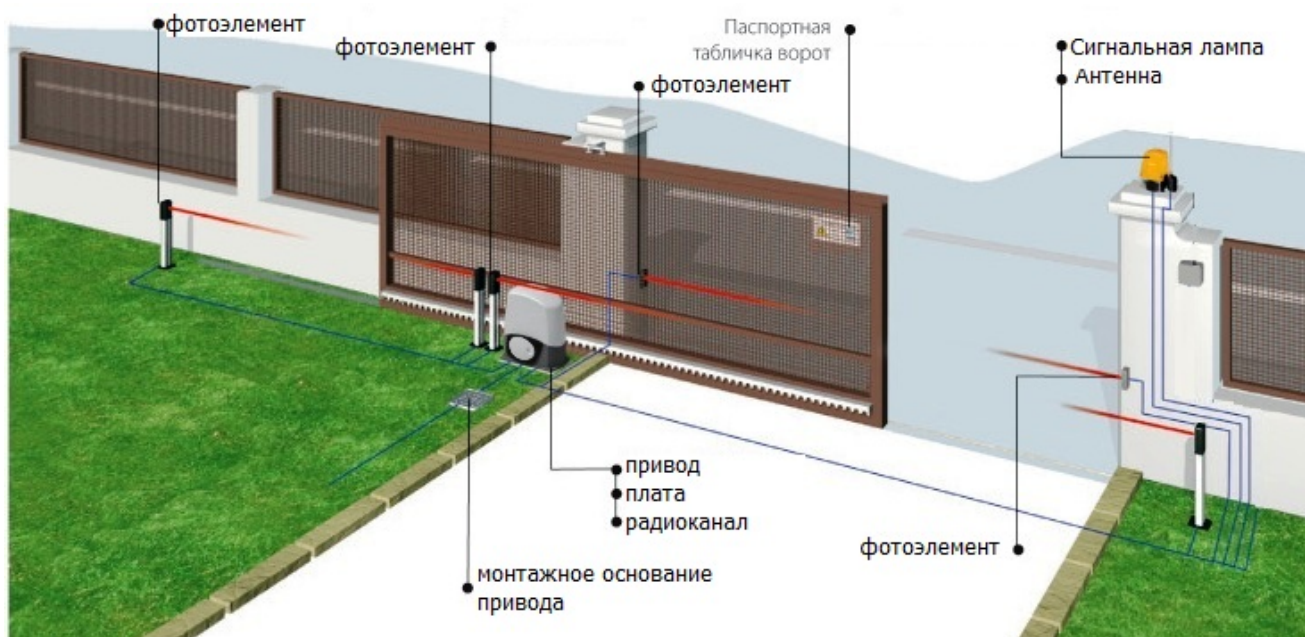 фотоэлемент
фотоэлемент
фотоэлемент
Паспортная
табличка ворот
Сигнальная лампа
Антенна
привод
плата
радиоканал
фотоэлемент
монтажное основание
привода